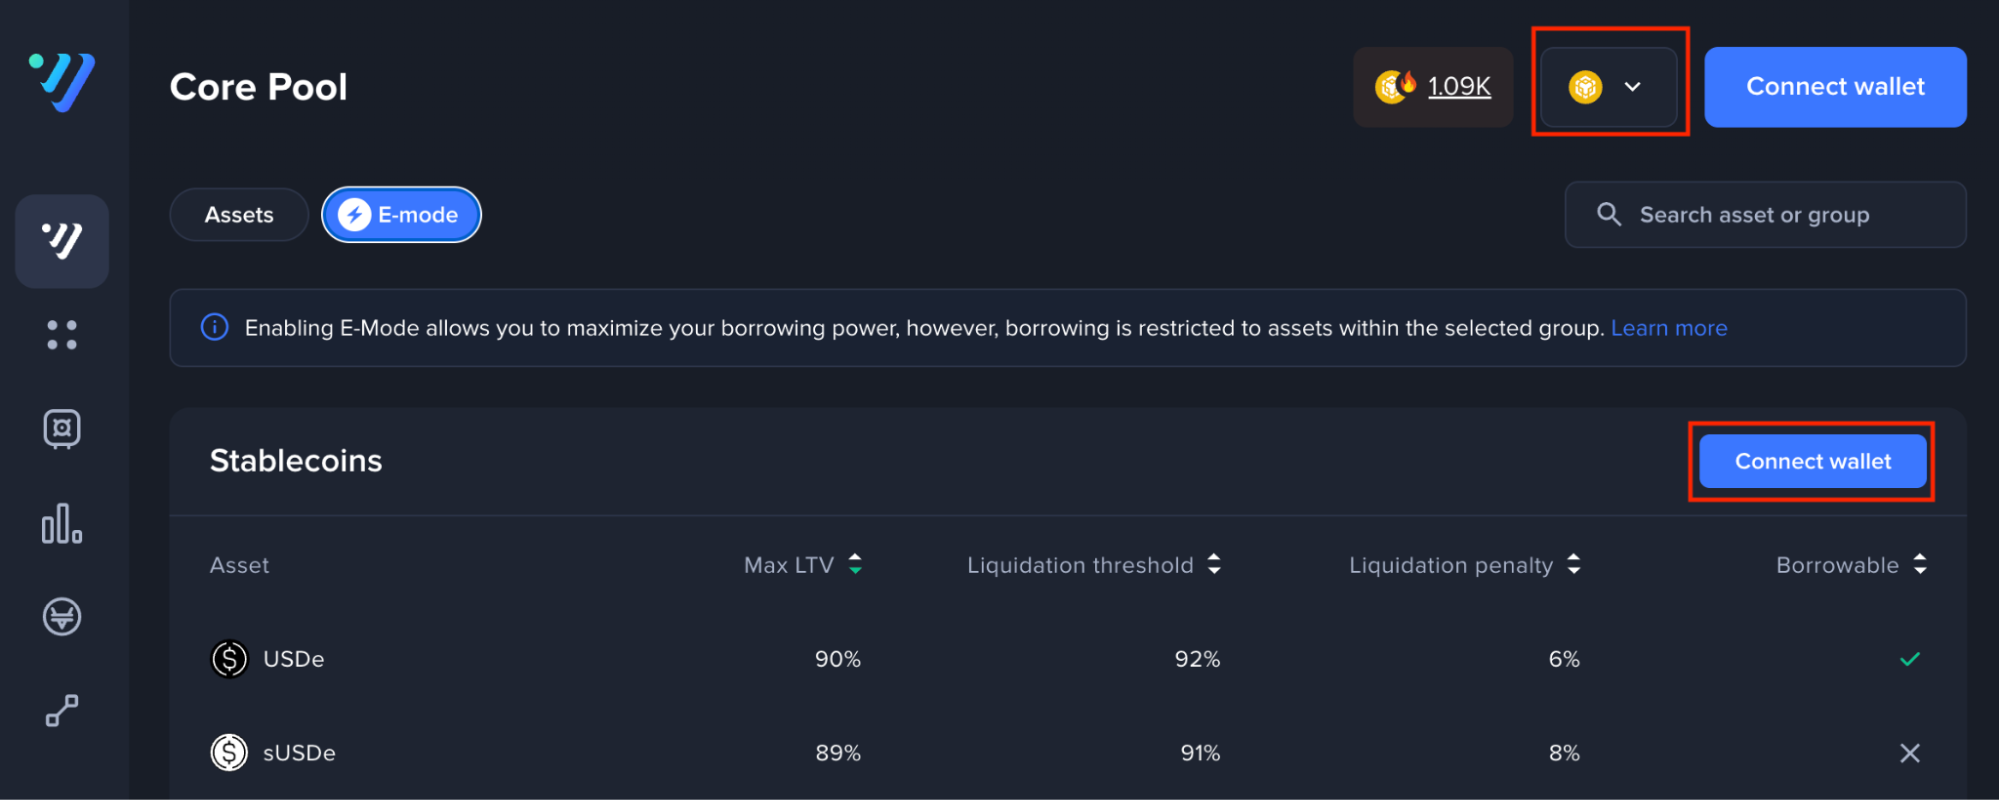 Core Pool
1.09K
Connect wallet
Assets
E-mode
Search asset or group
Enabling E-Mode allows you to maximize your borrowing power, however, borrowing is restricted to assets within the selected group. Learn more
Stablecoins
Connect wallet
Asset Max LTV Liquidation threshold Liquidation penalty Borrowable
USDe 90% 92% 6%
sUSDe 89% 91% 8%